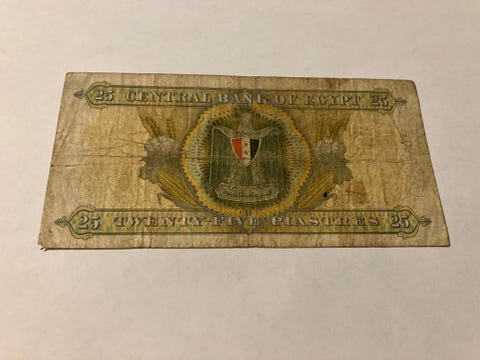 25 CENTRAL BANK OF EGYPT 25
25 TWENTY-FIVE PIASTRES 25